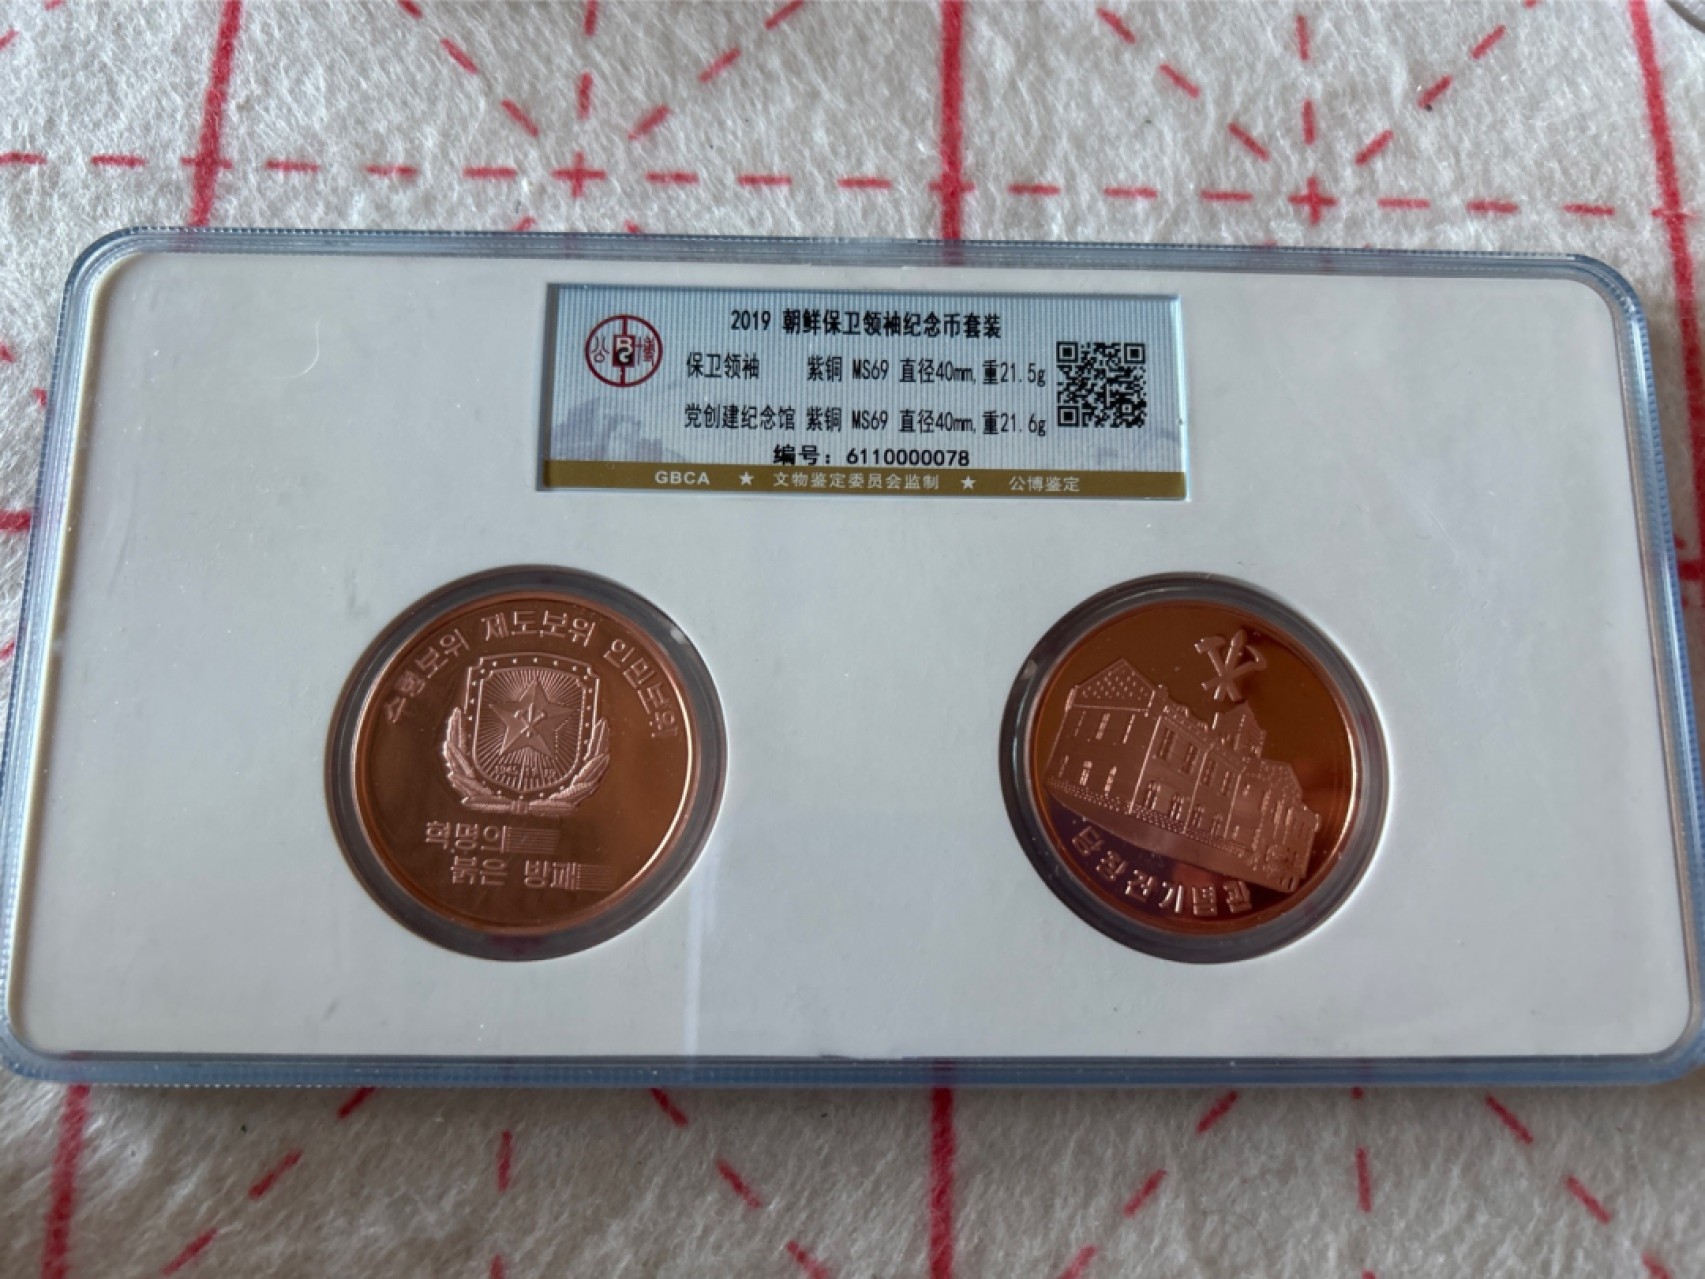 2019 朝鲜保卫领袖纪念币套装
保卫领袖 紫铜 MS69 直径40mm,重21.5g
党创建纪念馆 紫铜 MS69 直径40mm,重21.6g
编号：6110000078
GBCA ★ 文物鉴定委员会监制 ★ 公博鉴定
公博
수령보위 제도보위 인민보위
혁명의
붉은 방패
당창건기념관